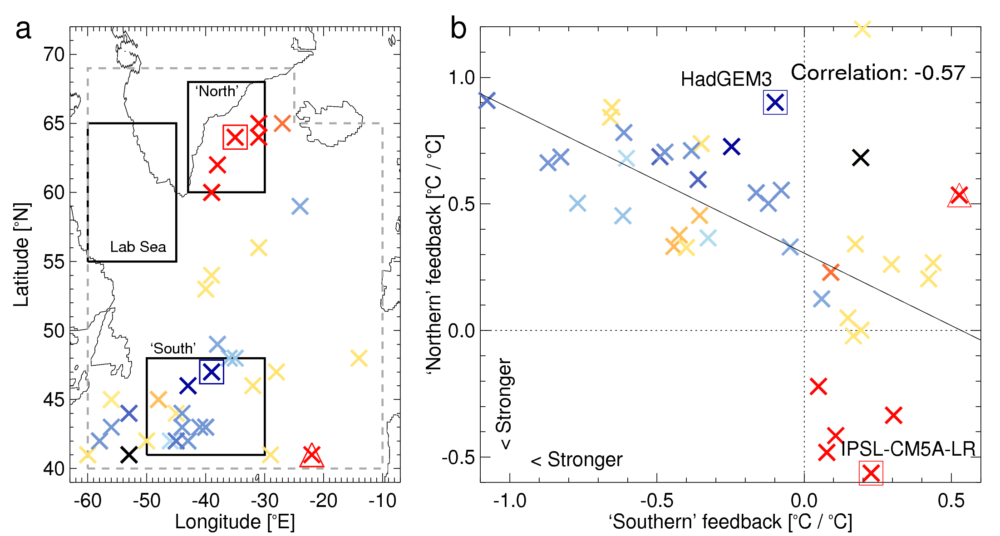 a
70
65
60
55
50
45
40
-60 -50 -40 -30 -20 -10
Latitude [°N]
Longitude [°E]
‘North’
Lab Sea
‘South’
b
1.0
0.5
0.0
-0.5
-1.0 -0.5 0.0 0.5
‘Northern’ feedback [°C / °C]
‘Southern’ feedback [°C / °C]
HadGEM3
Correlation: -0.57
IPSL-CM5A-LR
< Stronger
< Stronger